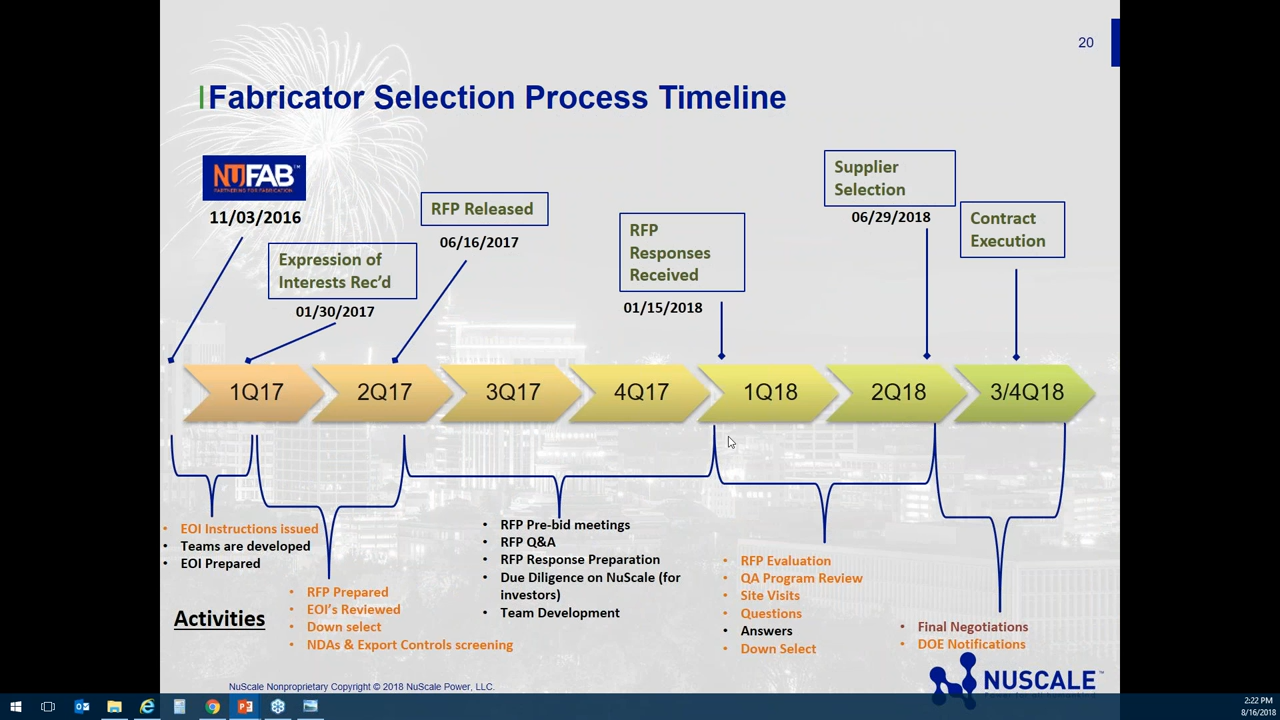 20
Fabricator Selection Process Timeline
NUFAB™
PARTNERING FOR FABRICATION
11/03/2016
Expression of
Interests Rec’d
01/30/2017
RFP Released
06/16/2017
RFP
Responses
Received
01/15/2018
Supplier
Selection
06/29/2018
Contract
Execution
1Q17
2Q17
3Q17
4Q17
1Q18
2Q18
3/4Q18
• EOI Instructions issued
• Teams are developed
• EOI Prepared
Activities
• RFP Prepared
• EOI’s Reviewed
• Down select
• NDAs & Export Controls screening
• RFP Pre-bid meetings
• RFP Q&A
• RFP Response Preparation
• Due Diligence on NuScale (for
investors)
• Team Development
• RFP Evaluation
• QA Program Review
• Site Visits
• Questions
• Answers
• Down Select
• Final Negotiations
• DOE Notifications
NUSCALE™
NuScale Nonproprietary Copyright © 2018 NuScale Power, LLC.
2:22 PM
8/16/2018